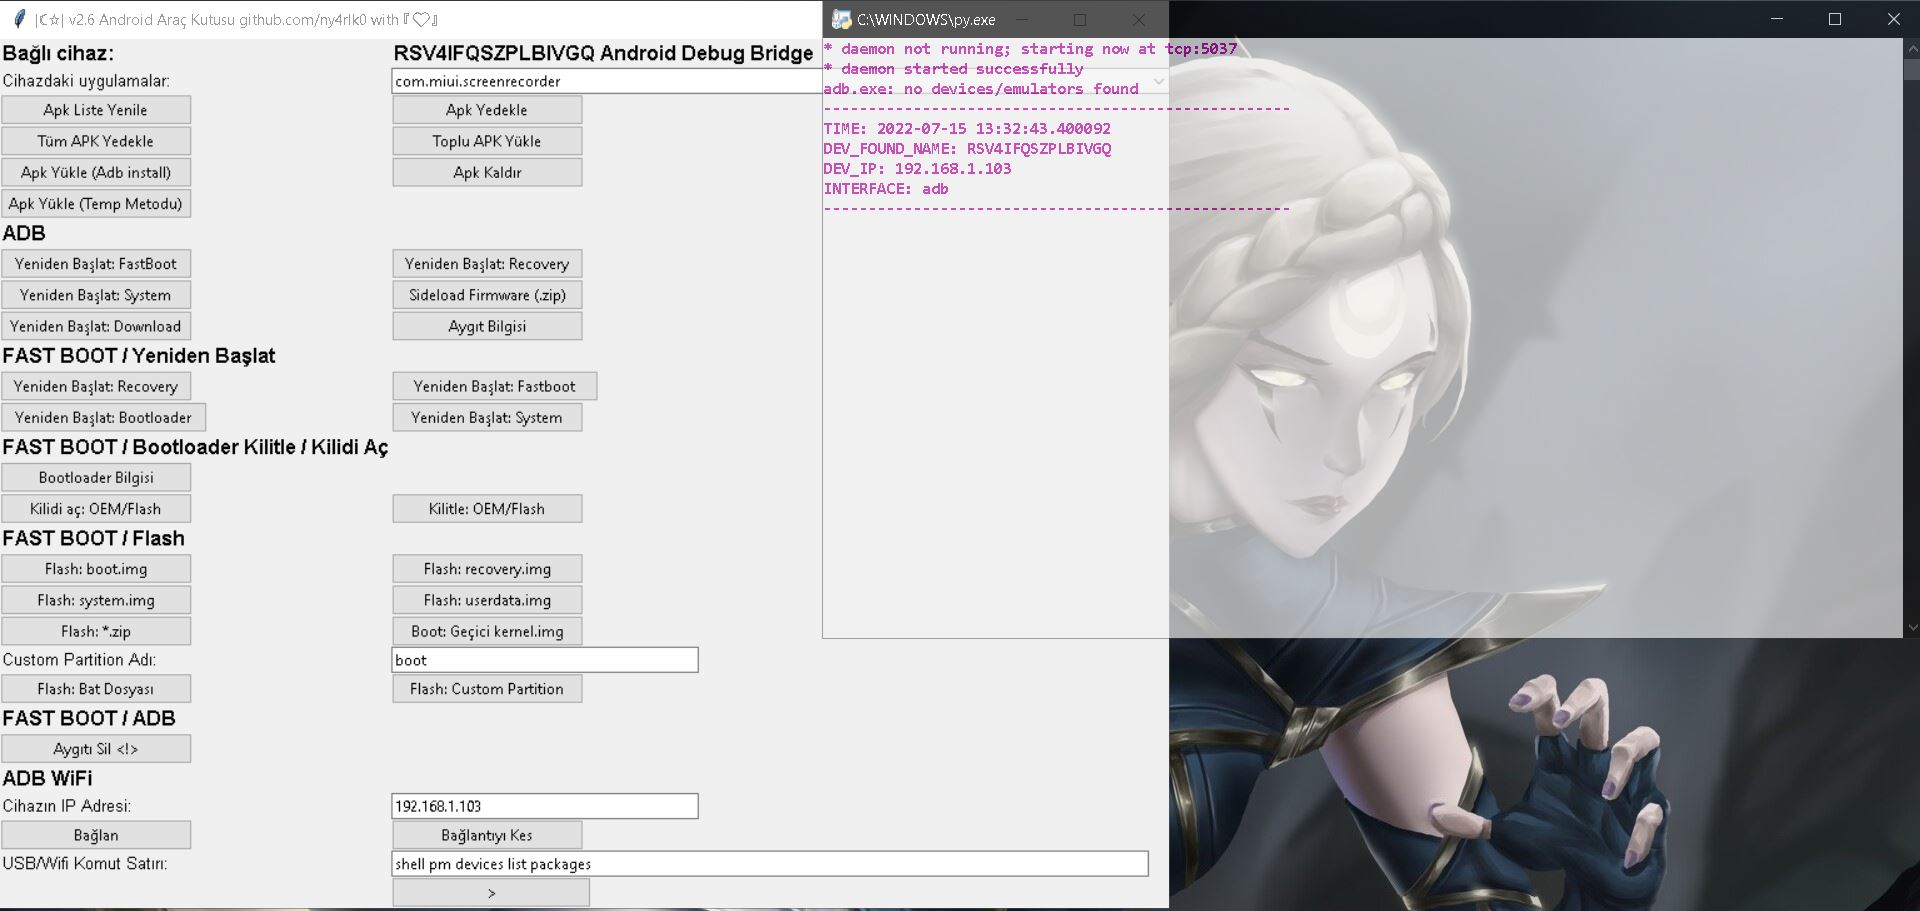 |ℂ☆| v2.6 Android Araç Kutusu github.com/ny4rlk0 with『♡』
Bağlı cihaz: RSV4IFQSZPLBIVGQ Android Debug Bridge
Cihazdaki uygulamalar: com.miui.screenrecorder
Apk Liste Yenile Apk Yedekle
Tüm APK Yedekle Toplu APK Yükle
Apk Yükle (Adb install) Apk Kaldır
Apk Yükle (Temp Metodu)
ADB
Yeniden Başlat: FastBoot Yeniden Başlat: Recovery
Yeniden Başlat: System Sideload Firmware (.zip)
Yeniden Başlat: Download Aygıt Bilgisi
FAST BOOT / Yeniden Başlat
Yeniden Başlat: Recovery Yeniden Başlat: Fastboot
Yeniden Başlat: Bootloader Yeniden Başlat: System
FAST BOOT / Bootloader Kilitle / Kilidi Aç
Bootloader Bilgisi
Kilidi aç: OEM/Flash Kilitle: OEM/Flash
FAST BOOT / Flash
Flash: boot.img Flash: recovery.img
Flash: system.img Flash: userdata.img
Flash: *.zip Boot: Geçici kernel.img
Custom Partition Adı: boot
Flash: Bat Dosyası Flash: Custom Partition
FAST BOOT / ADB
Aygıtı Sil <!>
ADB WiFi
Cihazın IP Adresi: 192.168.1.103
Bağlan Bağlantıyı Kes
USB/Wifi Komut Satırı: shell pm devices list packages
>
C:\WINDOWS\py.exe
* daemon not running; starting now at tcp:5037
* daemon started successfully
adb.exe: no devices/emulators found
----------------------------------------------------
TIME: 2022-07-15 13:32:43.400092
DEV_FOUND_NAME: RSV4IFQSZPLBIVGQ
DEV_IP: 192.168.1.103
INTERFACE: adb
----------------------------------------------------